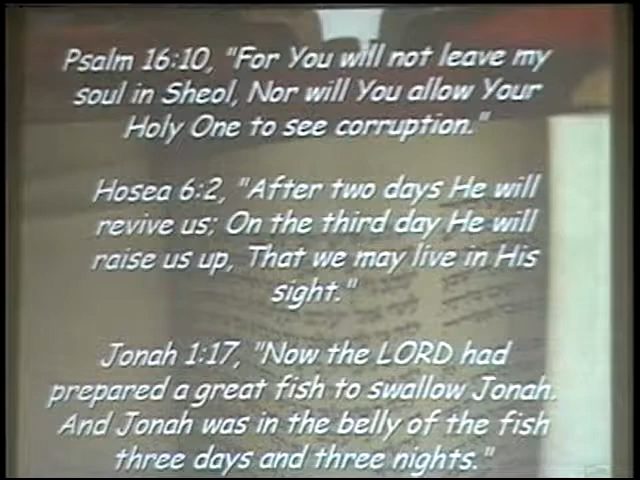 Psalm 16:10, "For You will not leave my
soul in Sheol, Nor will You allow Your
Holy One to see corruption."
Hosea 6:2, "After two days He will
revive us; On the third day He will
raise us up, That we may live in His
sight."
Jonah 1:17, "Now the LORD had
prepared a great fish to swallow Jonah.
And Jonah was in the belly of the fish
three days and three nights."